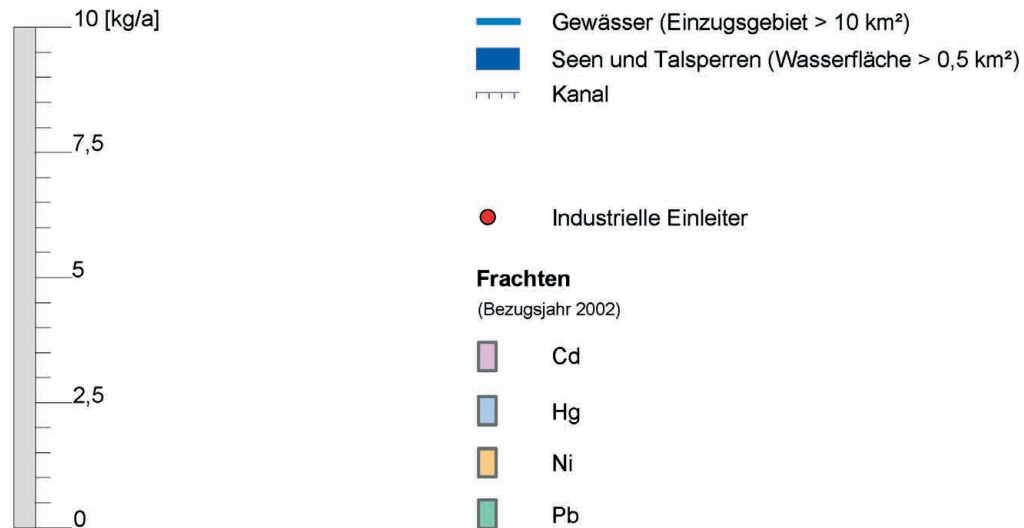 10 [kg/a]
7,5
5
2,5
0
Gewässer (Einzugsgebiet > 10 km²)
Seen und Talsperren (Wasserfläche > 0,5 km²)
Kanal
Industrielle Einleiter
Frachten
(Bezugsjahr 2002)
Cd
Hg
Ni
Pb